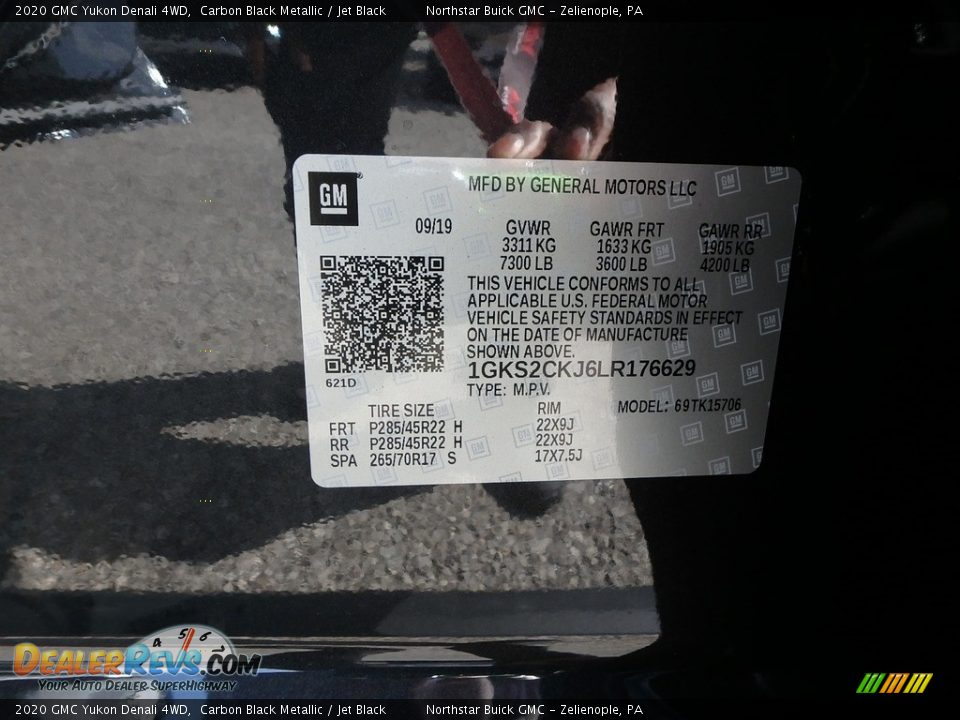 2020 GMC Yukon Denali 4WD, Carbon Black Metallic / Jet Black Northstar Buick GMC - Zelienople, PA
GM
MFD BY GENERAL MOTORS LLC
09/19 GVWR GAWR FRT GAWR RR
3311 KG 1633 KG 1905 KG
7300 LB 3600 LB 4200 LB
THIS VEHICLE CONFORMS TO ALL
APPLICABLE U.S. FEDERAL MOTOR
VEHICLE SAFETY STANDARDS IN EFFECT
ON THE DATE OF MANUFACTURE
SHOWN ABOVE.
1GKS2CKJ6LR176629
621D
TYPE: M.P.V.
TIRE SIZE RIM MODEL: 69TK15706
FRT P285/45R22 H 22X9J
RR P285/45R22 H 22X9J
SPA 265/70R17 S 17X7.5J
4 5 6 7
DEALERREVS.COM
YOUR AUTO DEALER SUPERHIGHWAY
2020 GMC Yukon Denali 4WD, Carbon Black Metallic / Jet Black Northstar Buick GMC - Zelienople, PA